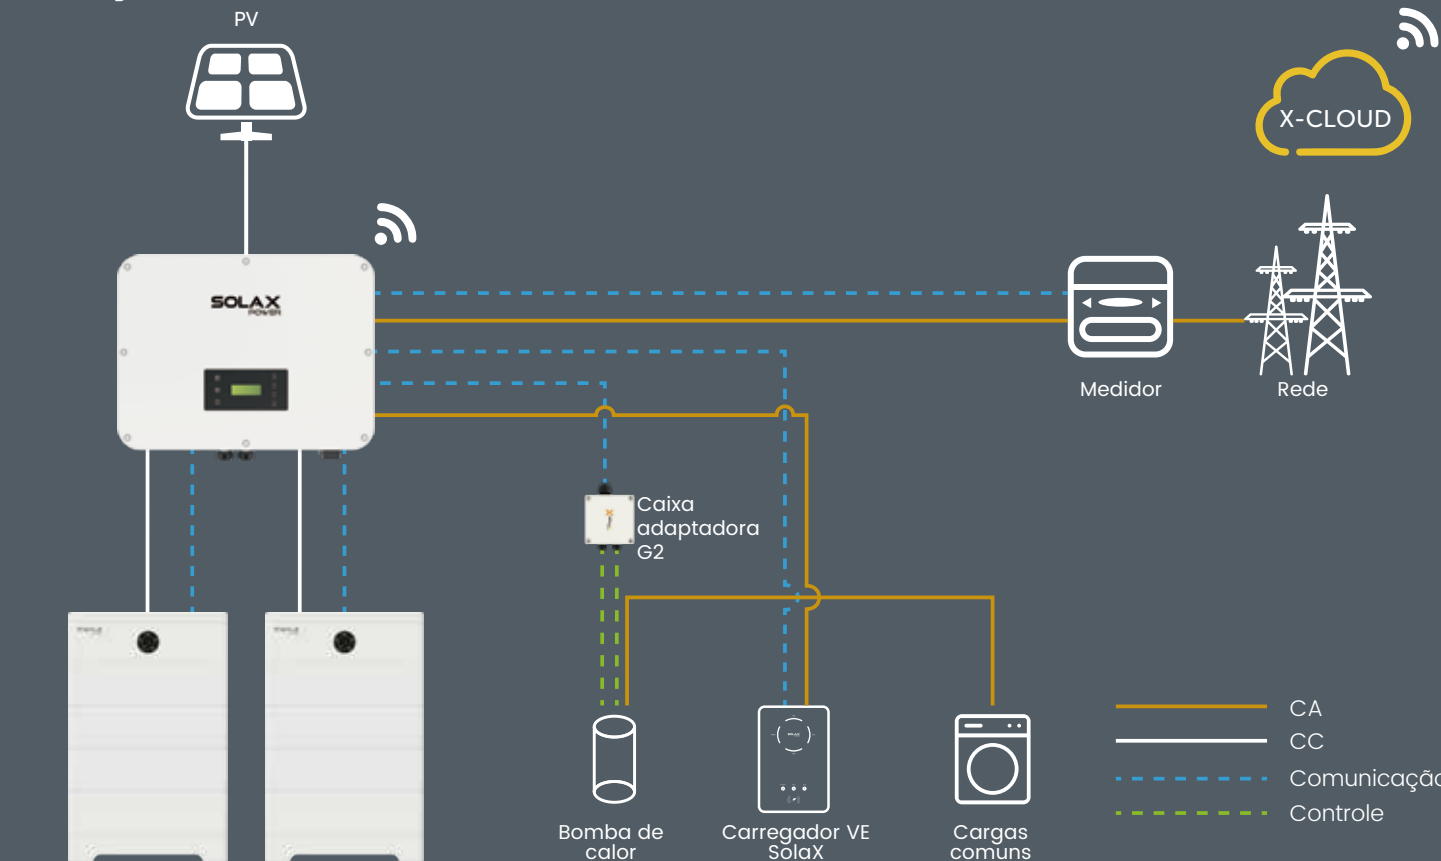 PV
X-CLOUD
SOLAX
POWER
Medidor
Rede
Caixa
adaptadora
G2
CA
CC
Comunicação
Controle
Bomba de
calor
Carregador VE
SolaX
Cargas
comuns